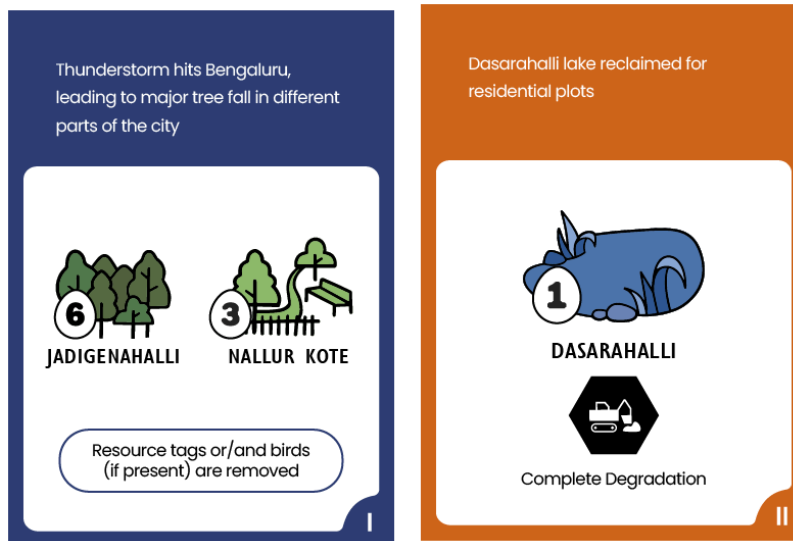 Thunderstorm hits Bengaluru,
leading to major tree fall in different
parts of the city
6
JADIGENAHALLI
3
NALLUR KOTE
Resource tags or/and birds
(if present) are removed
I
Dasarahalli lake reclaimed for
residential plots
1
DASARAHALLI
Complete Degradation
II